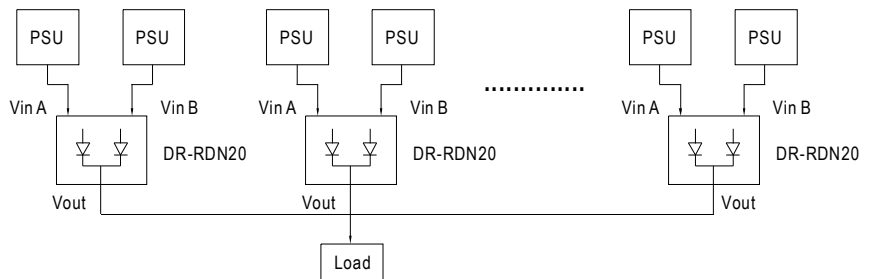 PSU PSU PSU PSU PSU PSU
Vin A Vin B Vin A Vin B Vin A Vin B
DR-RDN20 DR-RDN20 DR-RDN20
Vout Vout Vout
Load